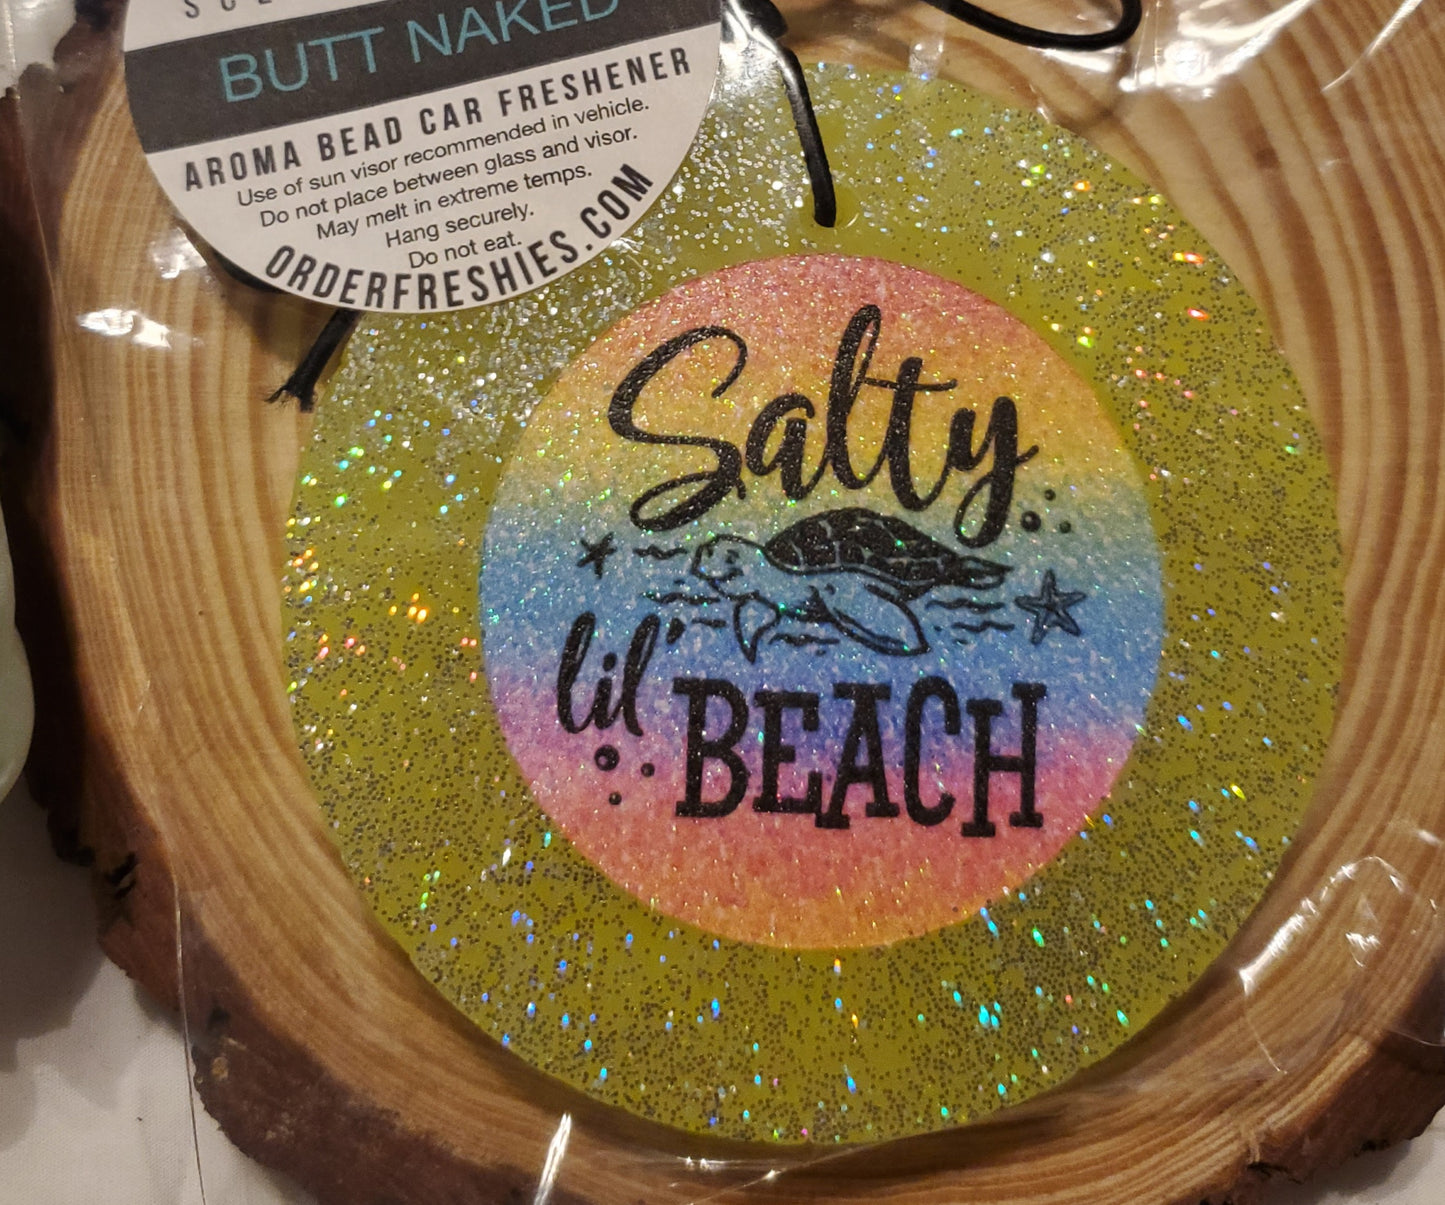 BUTT NAKED
AROMA BEAD CAR FRESHENER
Use of sun visor recommended in vehicle.
Do not place between glass and visor.
May melt in extreme temps.
Hang securely.
Do not eat.
ORDERFRESHIES.COM
Salty
lil' BEACH